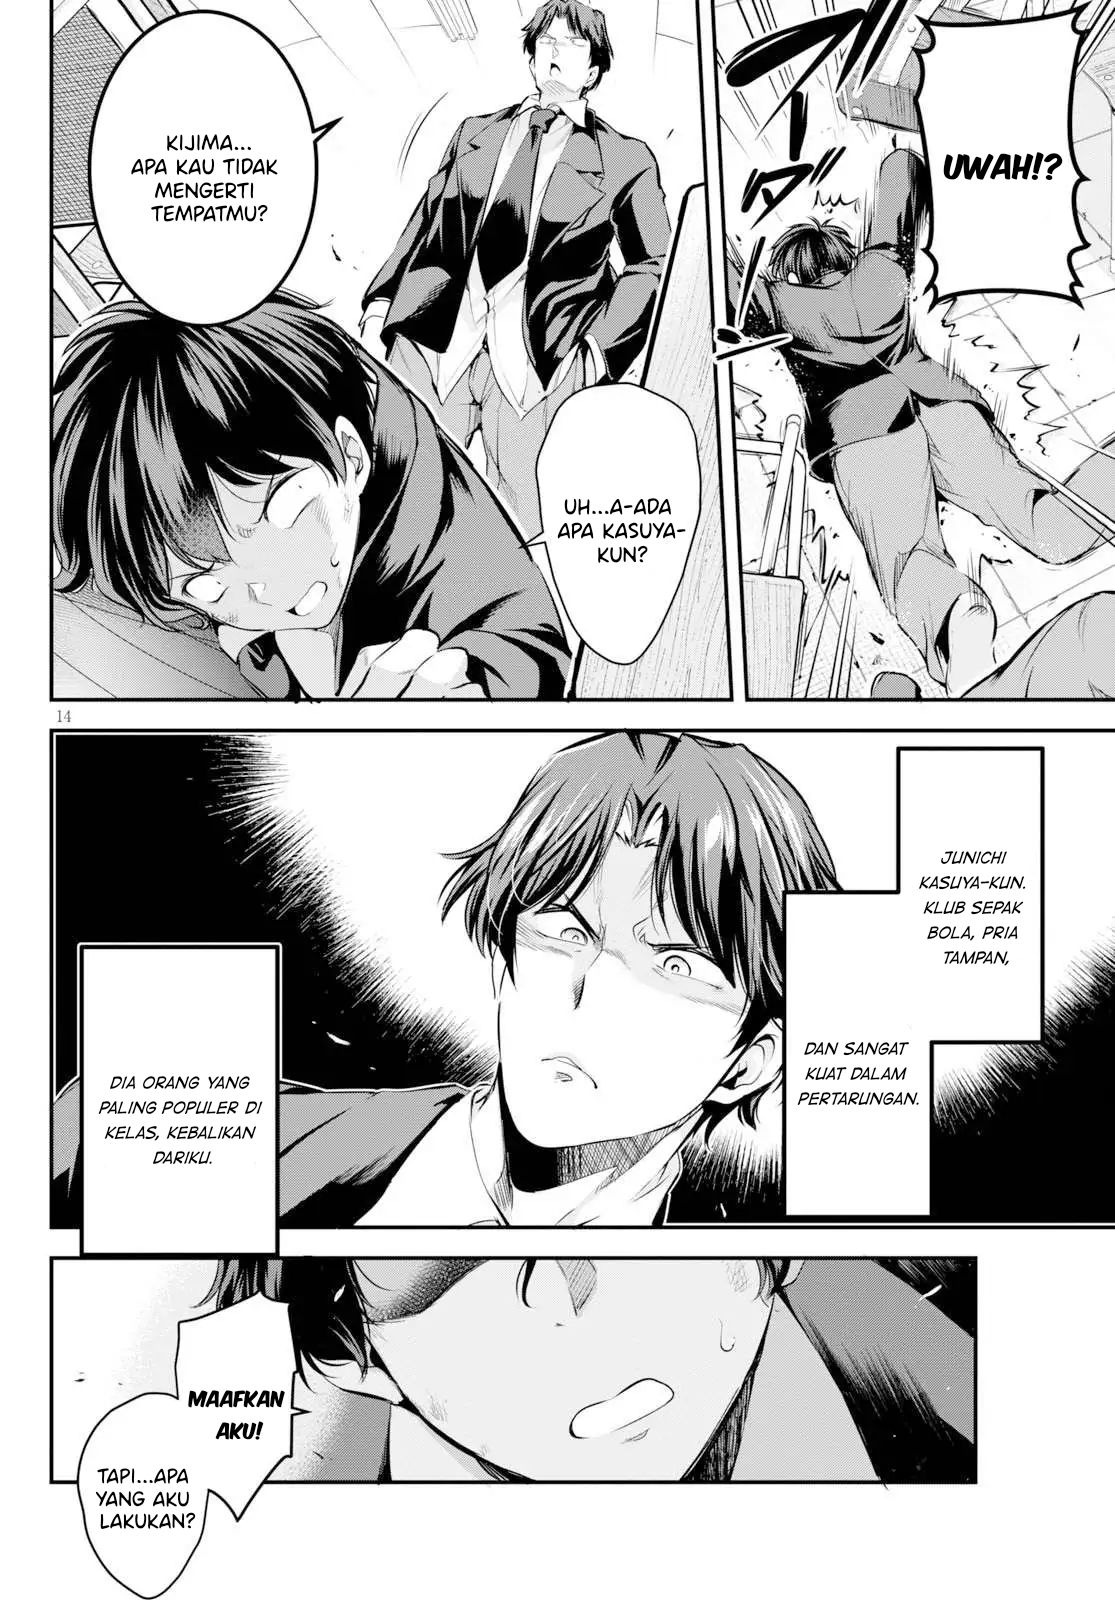 UWAH!?
KIJIMA...
APA KAU TIDAK
MENGERTI
TEMPATMU?
UH...A-ADA
APA KASUYA-
KUN?
14
JUNICHI
KASUYA-KUN.
KLUB SEPAK
BOLA, PRIA
TAMPAN,
DAN SANGAT
KUAT DALAM
PERTARUNGAN.
DIA ORANG YANG
PALING POPULER DI
KELAS, KEBALIKAN
DARIKU.
MAAFKAN
AKU!
TAPI...APA
YANG AKU
LAKUKAN?